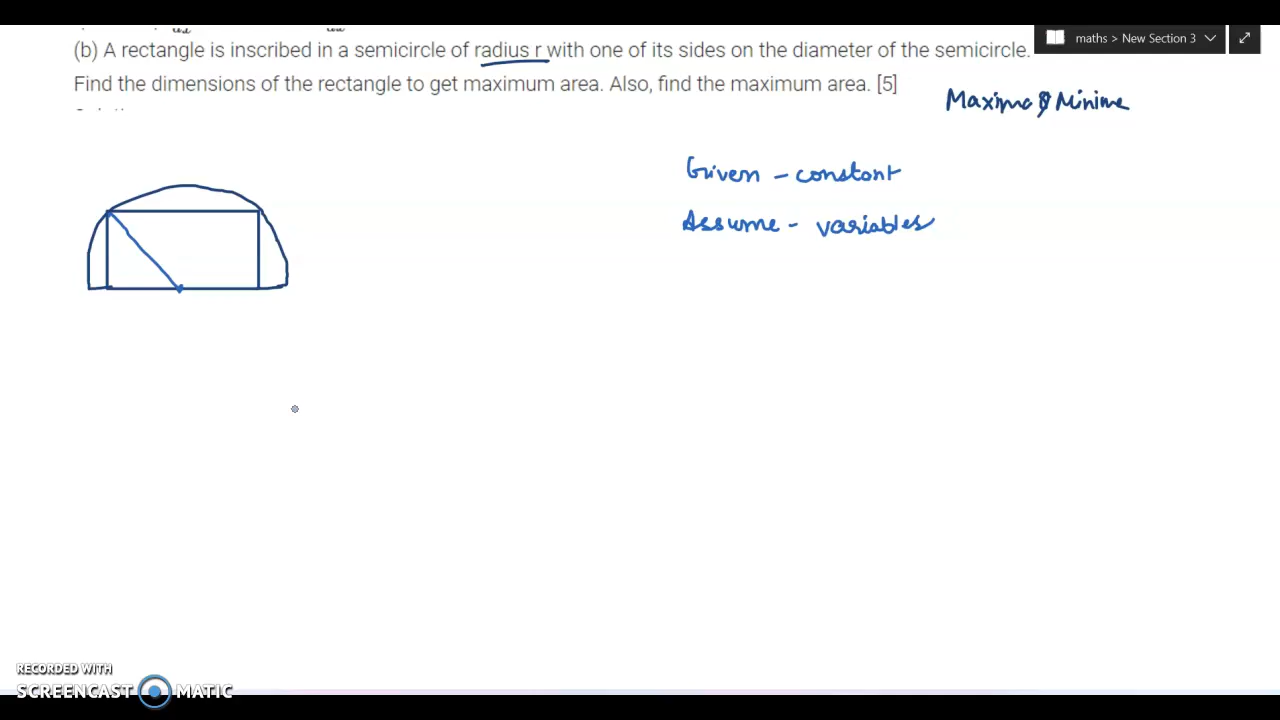 (b) A rectangle is inscribed in a semicircle of radius r with one of its sides on the diameter of the semicircle.
Find the dimensions of the rectangle to get maximum area. Also, find the maximum area. [5]
maths > New Section 3
Maxima & Minima
Given - constant
Assume - variables
RECORDED WITH
SCREENCAST MATIC